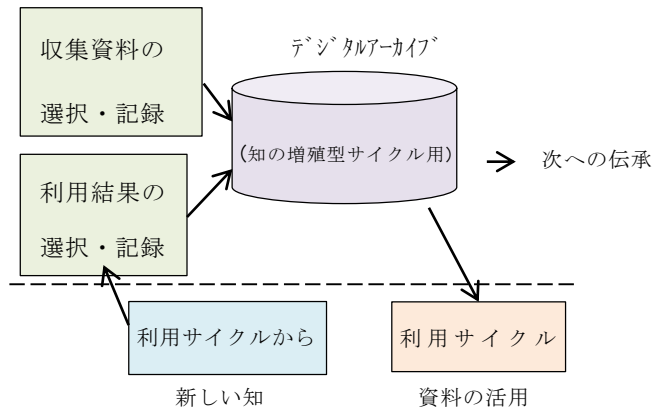 収集資料の
選択・記録
ﾃﾞｼﾞﾀﾙｱｰｶｲﾌﾞ
(知の増殖型サイクル用)
次への伝承
利用結果の
選択・記録
利用サイクルから
利用サイクル
新しい知
資料の活用